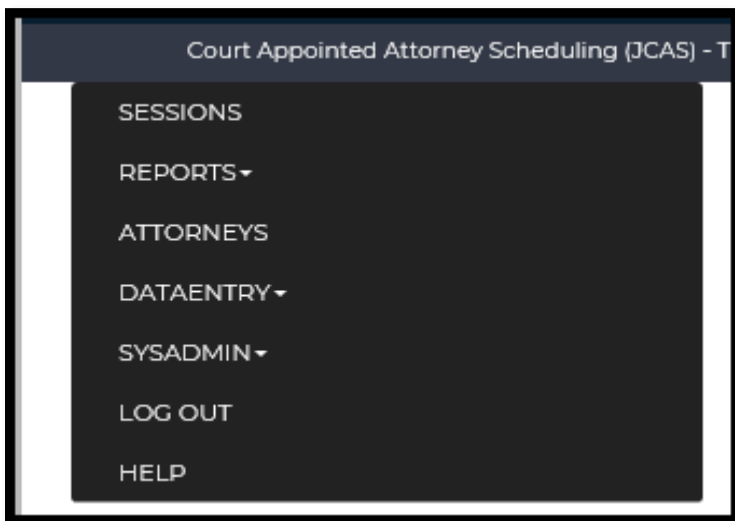 Court Appointed Attorney Scheduling (JCAS) - T
SESSIONS
REPORTS
ATTORNEYS
DATAENTRY
SYSADMIN
LOG OUT
HELP